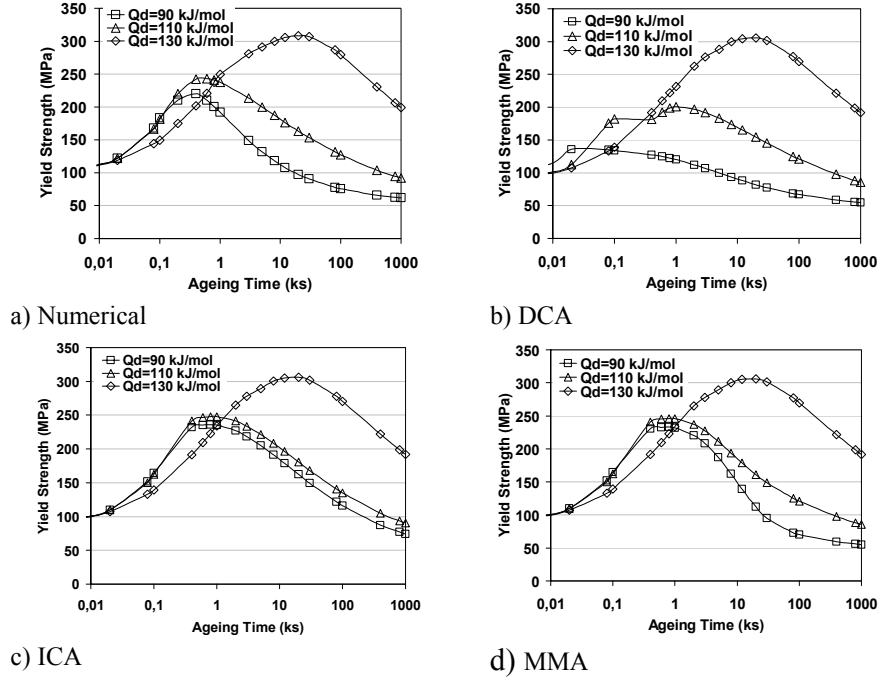 Qd=90 kJ/mol
Qd=110 kJ/mol
Qd=130 kJ/mol
350
300
250
200
150
100
50
0
Yield Strength (MPa)
0,01 0,1 1 10 100 1000
Ageing Time (ks)
a) Numerical
Qd=90 kJ/mol
Qd=110 kJ/mol
Qd=130 kJ/mol
350
300
250
200
150
100
50
0
Yield Strength (MPa)
0,01 0,1 1 10 100 1000
Ageing Time (ks)
b) DCA
Qd=90 kJ/mol
Qd=110 kJ/mol
Qd=130 kJ/mol
350
300
250
200
150
100
50
0
Yield Strength (MPa)
0,01 0,1 1 10 100 1000
Ageing Time (ks)
c) ICA
Qd=90 kJ/mol
Qd=110 kJ/mol
Qd=130 kJ/mol
350
300
250
200
150
100
50
0
Yield Strength (MPa)
0,01 0,1 1 10 100 1000
Ageing Time (ks)
d) MMA